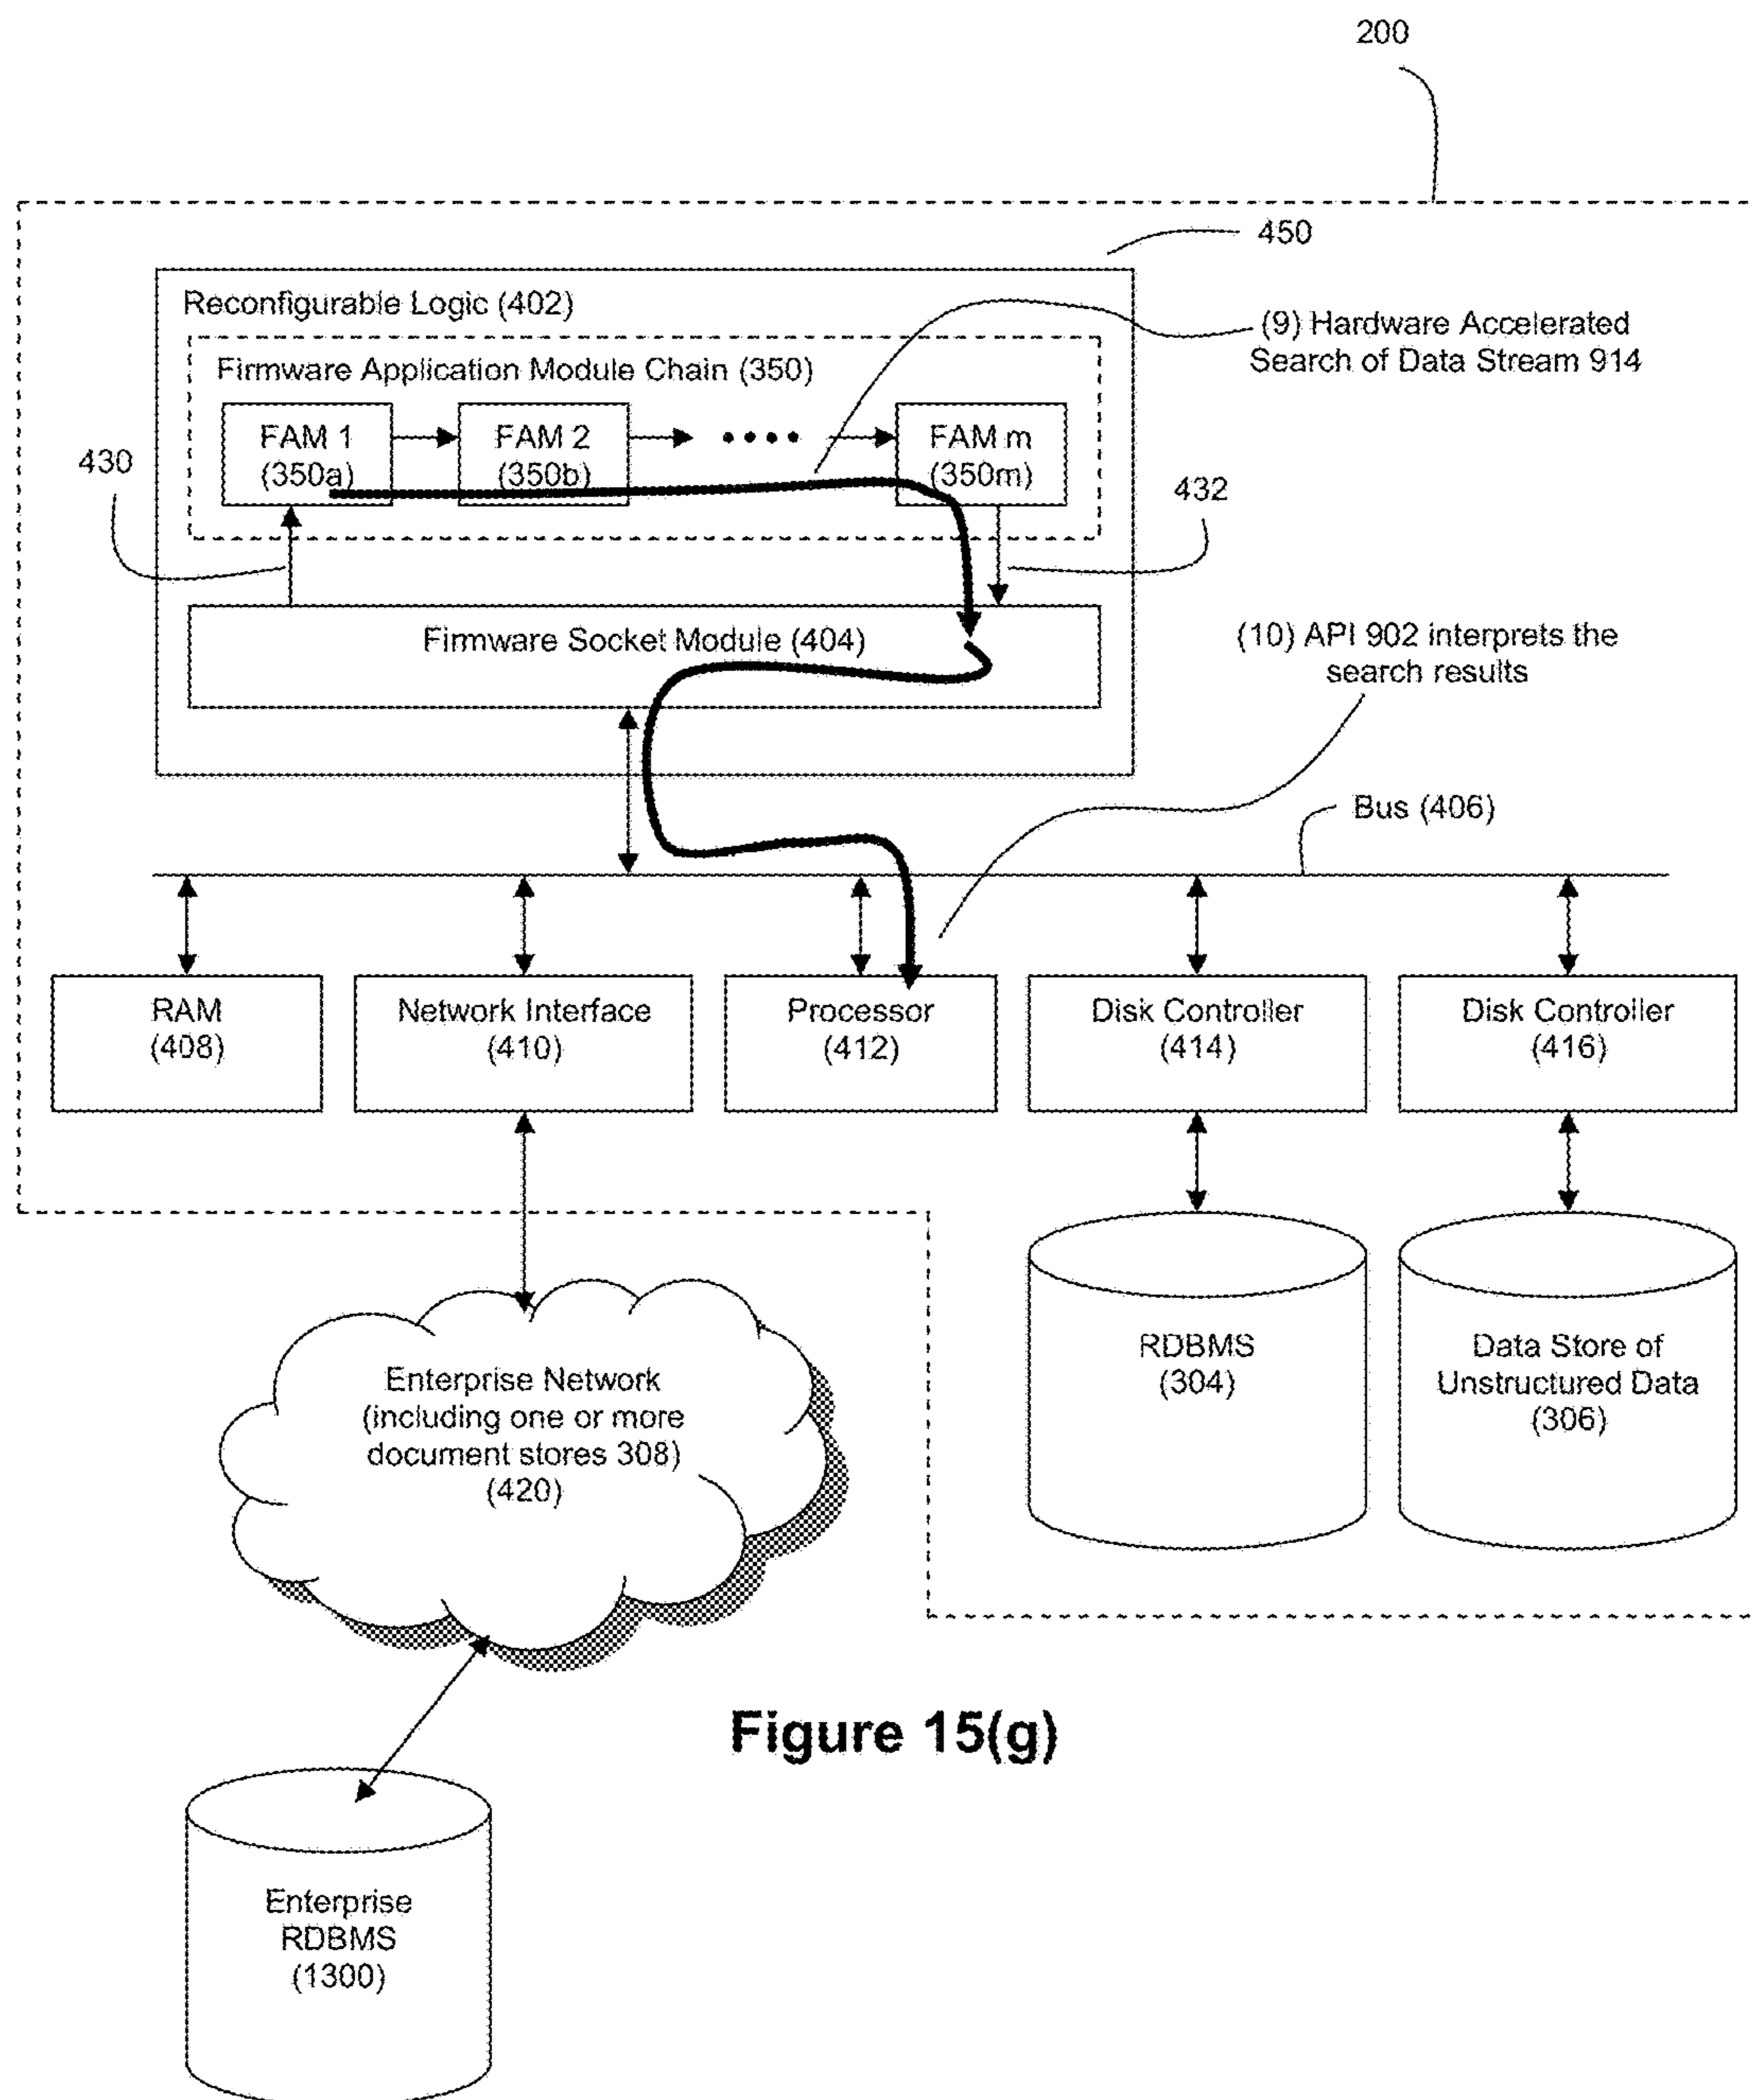 200
450
Reconfigurable Logic (402)
(9) Hardware Accelerated
Search of Data Stream 914
Firmware Application Module Chain (350)
FAM 1
(350a)
FAM 2
(350b)
FAM m
(350m)
430
432
Firmware Socket Module (404)
(10) API 902 interprets the
search results
Bus (406)
RAM
(408)
Network Interface
(410)
Processor
(412)
Disk Controller
(414)
Disk Controller
(416)
RDBMS
(304)
Data Store of
Unstructured Data
(306)
Enterprise Network
(including one or more
document stores 308)
(420)
Figure 15(g)
Enterprise
RDBMS
(1300)